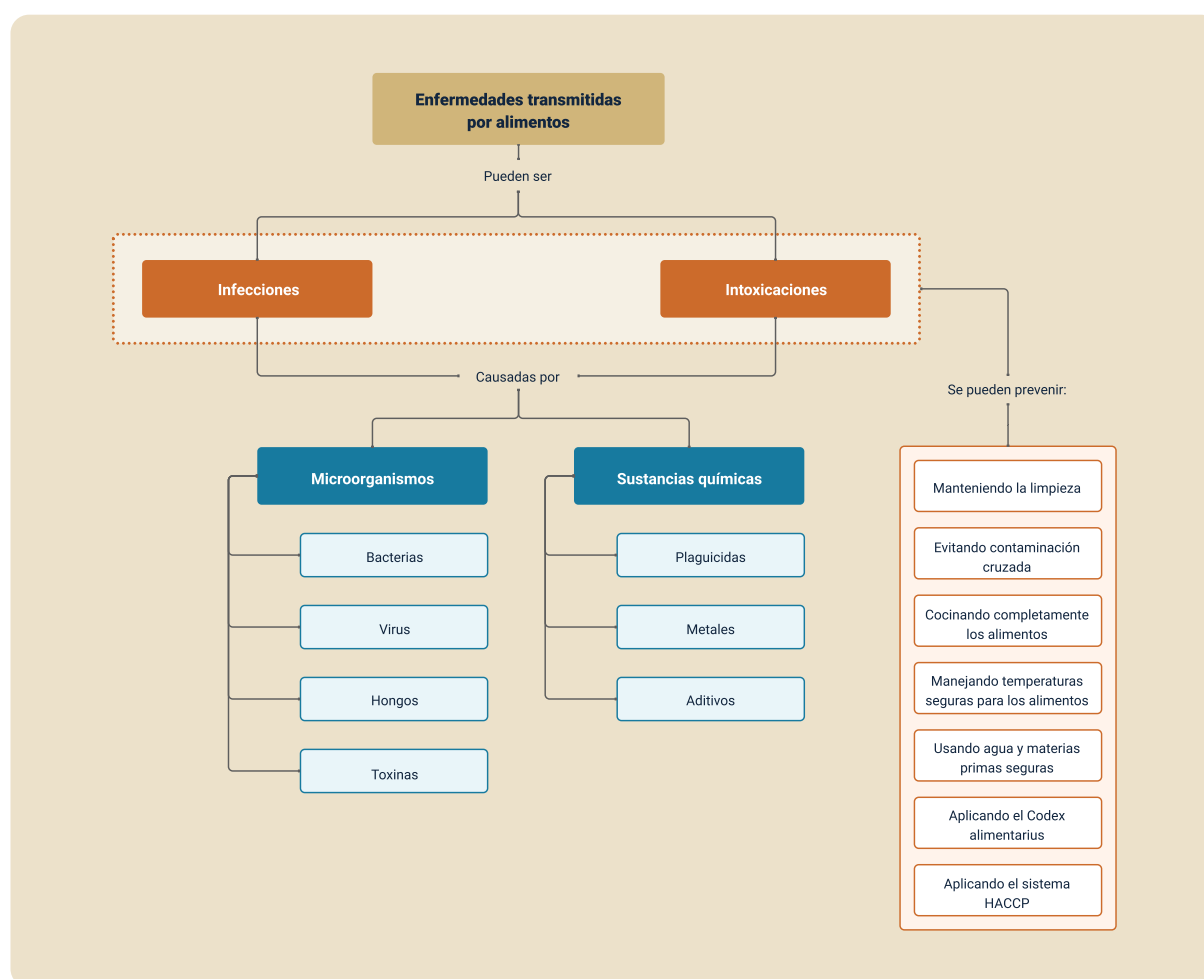 Enfermedades transmitidas
por alimentos
Pueden ser
Infecciones
Intoxicaciones
Causadas por
Se pueden prevenir:
Microorganismos
Bacterias
Virus
Hongos
Toxinas
Sustancias químicas
Plaguicidas
Metales
Aditivos
Manteniendo la limpieza
Evitando contaminación
cruzada
Cocinando completamente
los alimentos
Manejando temperaturas
seguras para los alimentos
Usando agua y materias
primas seguras
Aplicando el Codex
alimentarius
Aplicando el sistema
HACCP